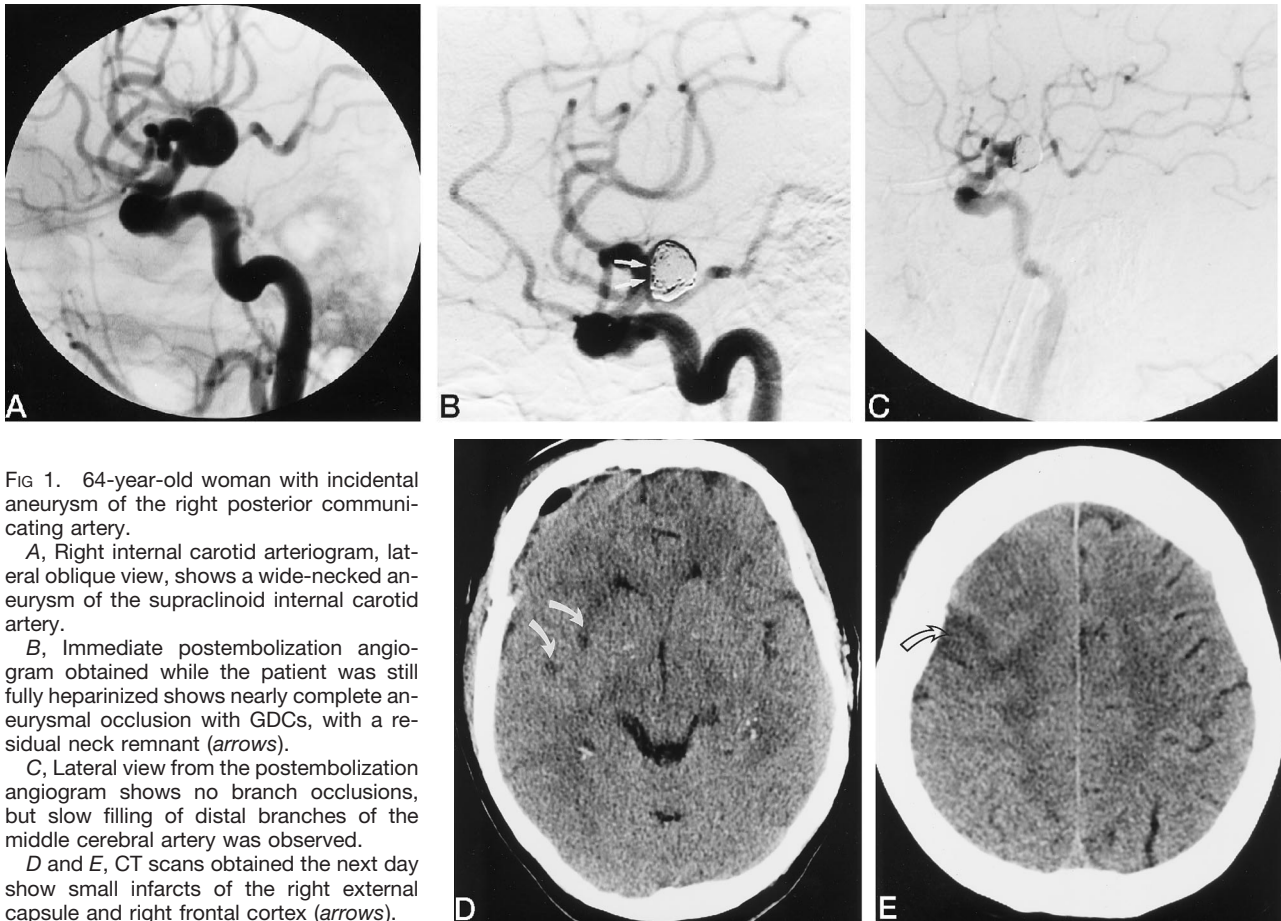 A
B
C
FIG 1. 64-year-old woman with incidental
aneurysm of the right posterior communi-
cating artery.
A, Right internal carotid arteriogram, lat-
eral oblique view, shows a wide-necked an-
eurysm of the supraclinoid internal carotid
artery.
B, Immediate postembolization angio-
gram obtained while the patient was still
fully heparinized shows nearly complete an-
eurysmal occlusion with GDCs, with a re-
sidual neck remnant (arrows).
C, Lateral view from the postembolization
angiogram shows no branch occlusions,
but slow filling of distal branches of the
middle cerebral artery was observed.
D and E, CT scans obtained the next day
show small infarcts of the right external
capsule and right frontal cortex (arrows).
D
E